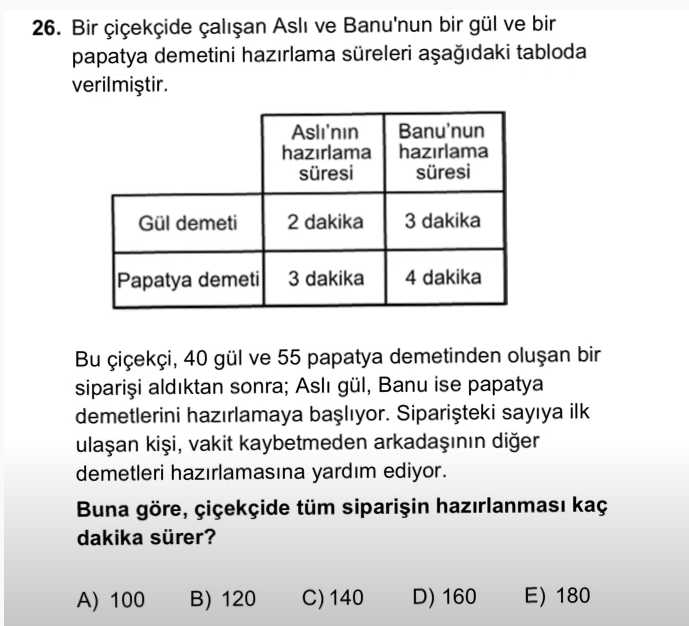 26. Bir çiçekçide çalışan Aslı ve Banu'nun bir gül ve bir
papatya demetini hazırlama süreleri aşağıdaki tabloda
verilmiştir.
Aslı'nın hazırlama süresi
Banu'nun hazırlama süresi
Gül demeti 2 dakika 3 dakika
Papatya demeti 3 dakika 4 dakika
Bu çiçekçi, 40 gül ve 55 papatya demetinden oluşan bir
siparişi aldıktan sonra; Aslı gül, Banu ise papatya
demetlerini hazırlamaya başlıyor. Siparişteki sayıya ilk
ulaşan kişi, vakit kaybetmeden arkadaşının diğer
demetleri hazırlamasına yardım ediyor.
Buna göre, çiçekçide tüm siparişin hazırlanması kaç
dakika sürer?
A) 100 B) 120 C) 140 D) 160 E) 180